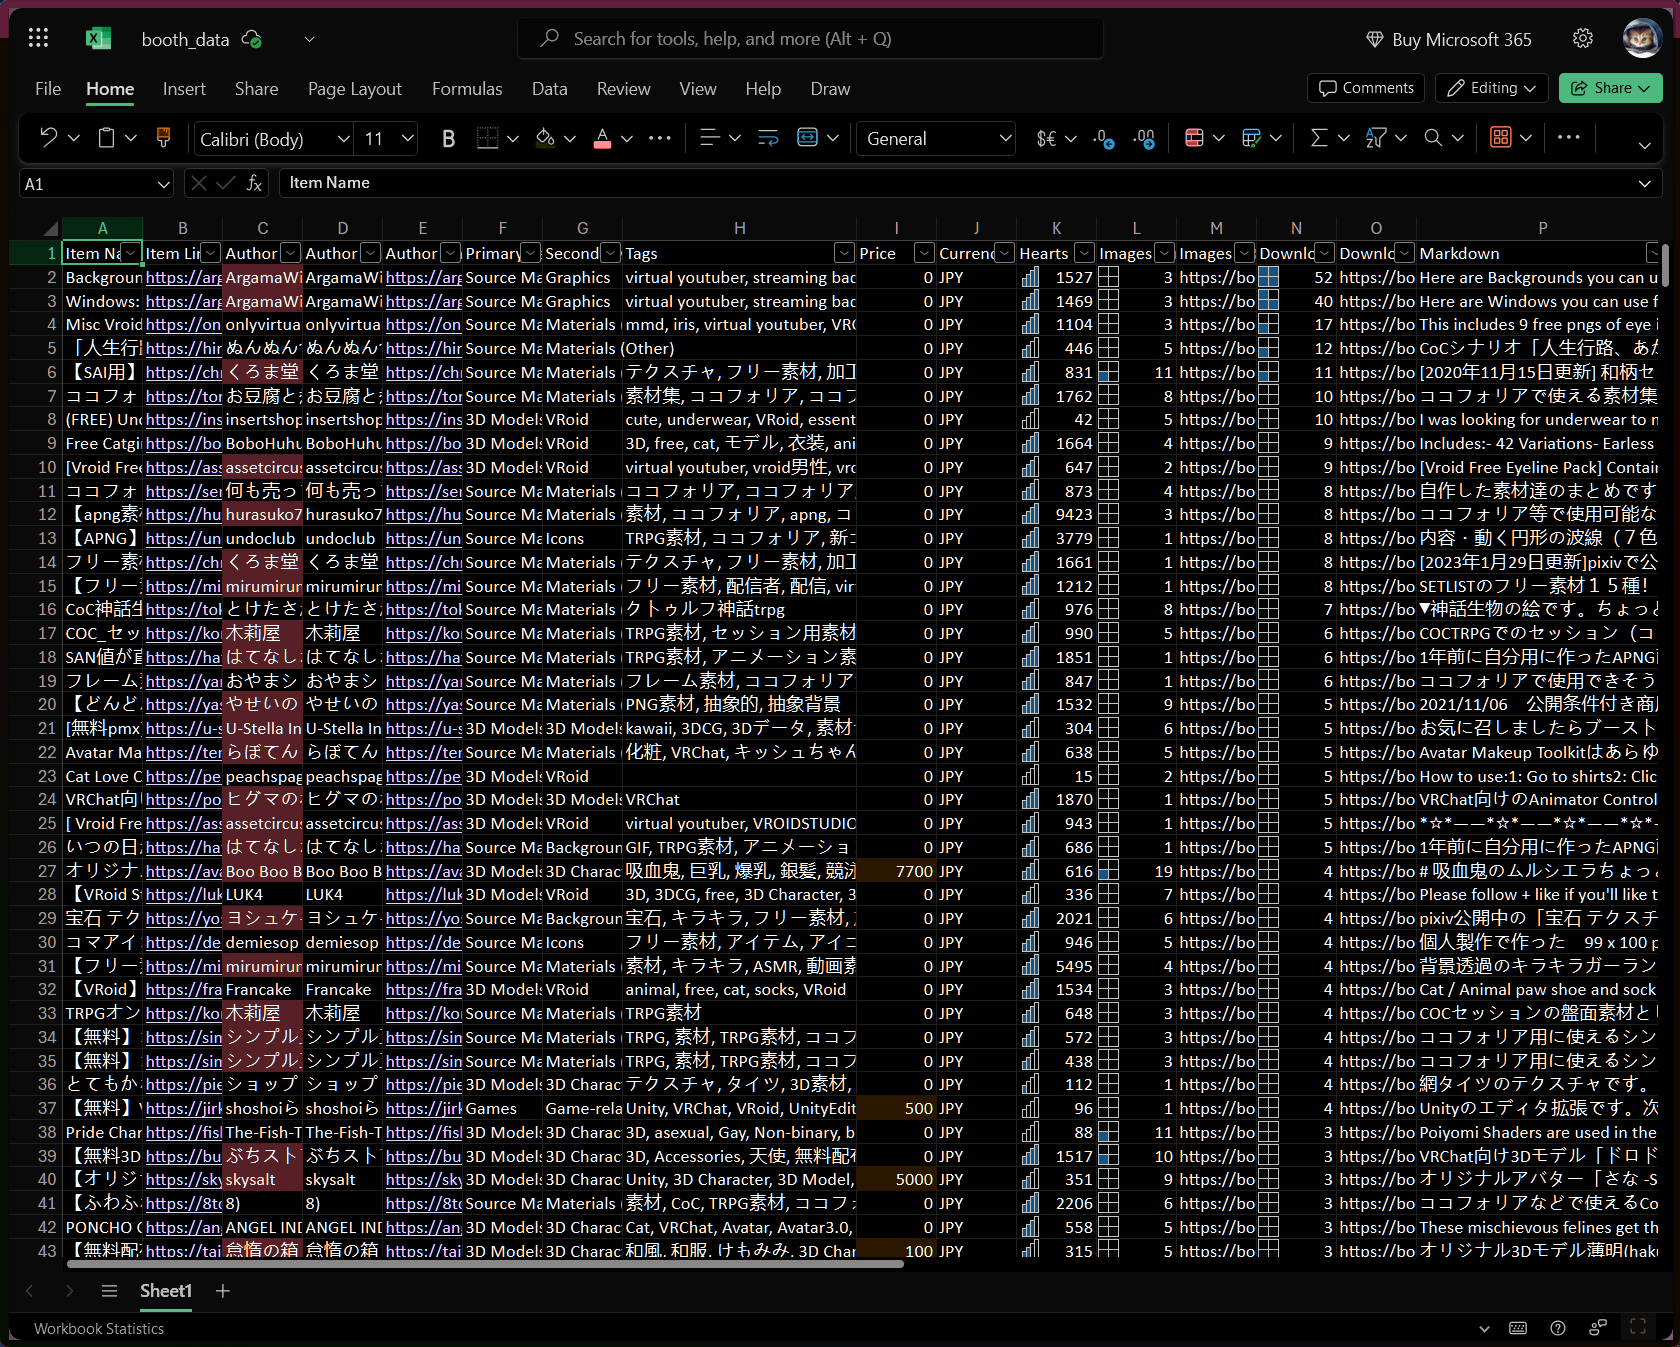 booth_data
Search for tools, help, and more (Alt + Q)
Buy Microsoft 365
File Home Insert Share Page Layout Formulas Data Review View Help Draw
Comments Editing Share
Calibri (Body) 11 B A General $€ .0 .00
A1 fx Item Name
A B C D E F G H I J K L M N O P
1 Item Na Item Lin Author Author Author Primary Second Tags Price Currenc Hearts Images Images Downlo Downlo Markdown
2 Backgroun https://arg ArgamaWi ArgamaWi https://arg Source Ma Graphics virtual youtuber, streaming bac 0 JPY 1527 3 https://bo 52 https://bo Here are Backgrounds you can u
3 Windows: https://arg ArgamaWi ArgamaWi https://arg Source Ma Graphics virtual youtuber, streaming bac 0 JPY 1469 3 https://bo 40 https://bo Here are Windows you can use f
4 Misc Vroid https://on onlyvirtua onlyvirtua https://on Source Ma Materials ( mmd, iris, virtual youtuber, VRC 0 JPY 1104 3 https://bo 17 https://bo This includes 9 free pngs of eye i
5 「人生行路 https://hir ぬんぬん ぬんぬん https://hir Source Ma Materials (Other) 0 JPY 446 5 https://bo 12 https://bo CoCシナリオ「人生行路、あか
6 【SAI用】 https://chr くろま堂 くろま堂 https://chr Source Ma Materials ( テクスチャ, フリー素材, 加工 0 JPY 831 11 https://bo 11 https://bo [2020年11月15日更新] 和柄セ
7 ココフォ https://tor お豆腐と お豆腐と https://tor Source Ma Materials ( 素材集, ココフォリア, ココフ 0 JPY 1762 8 https://bo 10 https://bo ココフォリアで使える素材集
8 (FREE) Unc https://ins insertshop insertshop https://ins 3D Models VRoid cute, underwear, VRoid, essent 0 JPY 42 5 https://bo 10 https://bo I was looking for underwear to m
9 Free Catgi https://bo BoboHuhu BoboHuhu https://bo 3D Models VRoid 3D, free, cat, モデル, 衣装, ani 0 JPY 1664 4 https://bo 9 https://bo Includes:- 42 Variations- Earless
10 [Vroid Free https://ass assetcircus assetcircus https://ass 3D Models VRoid virtual youtuber, vroid男性, vro 0 JPY 647 2 https://bo 9 https://bo [Vroid Free Eyeline Pack] Contain
11 ココフォ https://ser 何も売っ 何も売っ https://ser Source Ma Materials ( ココフォリア, ココフォリア 0 JPY 873 4 https://bo 8 https://bo 自作した素材達のまとめです
12 【apng素材 https://hu hurasuko7 hurasuko7 https://hu Source Ma Materials ( 素材, ココフォリア, apng, コ 0 JPY 9423 3 https://bo 8 https://bo ココフォリア等で使用可能な
13 【APNG】 https://un undoclub undoclub https://un Source Ma Icons TRPG素材, ココフォリア, 新コ 0 JPY 3779 1 https://bo 8 https://bo 内容・動く円形の波線（７色
14 フリー素材 https://chr くろま堂 くろま堂 https://chr Source Ma Materials ( テクスチャ, フリー素材, 加工 0 JPY 1661 1 https://bo 8 https://bo [2023年1月29日更新]pixivで公
15 【フリー https://mi mirumirum mirumirur https://mi Source Ma Materials ( フリー素材, 配信者, 配信, vir 0 JPY 1212 1 https://bo 8 https://bo SETLISTのフリー素材１５種!
16 CoC神話生 https://tok とけたさ とけたさ https://tok Source Ma Materials ( クトゥルフ神話trpg 0 JPY 976 8 https://bo 7 https://bo ▼神話生物の絵です。ちょっと
17 COC_セッ https://kor 木莉屋 木莉屋 https://kor Source Ma Materials ( TRPG素材, セッション用素材 0 JPY 990 5 https://bo 6 https://bo COCTRPGでのセッション（コ
18 SAN値が直 https://hat はてなし はてなし https://hat Source Ma Materials ( TRPG素材, アニメーション素 0 JPY 1851 1 https://bo 6 https://bo 1年前に自分用に作ったAPNG画
19 フレーム https://yar おやまシ おやまシ https://yar Source Ma Materials ( フレーム素材, ココフォリア 0 JPY 847 1 https://bo 6 https://bo ココフォリアで使用できそう
20 【どんど https://yas やせいの やせいの https://yas Source Ma Materials ( PNG素材, 抽象的, 抽象背景 0 JPY 1532 9 https://bo 5 https://bo 2021/11/06　公開条件付き商用
21 [無料pmx https://u-s U-Stella In U-Stella In https://u-s 3D Models 3D Models kawaii, 3DCG, 3Dデータ, 素材 0 JPY 304 6 https://bo 5 https://bo お気に召しましたらブースト
22 Avatar Ma https://ter らぼてん らぼてん https://ter Source Ma Materials ( 化粧, VRChat, キッシュちゃん 0 JPY 638 5 https://bo 5 https://bo Avatar Makeup Toolkitはあらゆ
23 Cat Love C https://pe peachspag peachspag https://pe 3D Models VRoid 0 JPY 15 2 https://bo 5 https://bo How to use:1: Go to shirts2: Clic
24 VRChat向け https://po ヒグマの ヒグマの https://po 3D Models 3D Models VRChat 0 JPY 1870 1 https://bo 5 https://bo VRChat向けのAnimator Control
25 [ Vroid Fre https://ass assetcircus assetcircus https://ass 3D Models VRoid virtual youtuber, VROIDSTUDIO 0 JPY 943 1 https://bo 5 https://bo *☆*――*☆*――*☆*――*☆*-
26 いつの日 https://hat はてなし はてなし https://hat Source Ma Backgroun GIF, TRPG素材, アニメーショ 0 JPY 686 1 https://bo 5 https://bo 1年前に自分用に作ったAPNG画
27 オリジナ https://ava Boo Boo B Boo Boo B https://ava 3D Models 3D Charac 吸血鬼, 巨乳, 爆乳, 銀髪, 競泳 7700 JPY 616 19 https://bo 4 https://bo # 吸血鬼のムルシエラちょっと
28 【VRoid St https://luk LUK4 LUK4 https://luk 3D Models VRoid 3D, 3DCG, free, 3D Character, 3 0 JPY 336 7 https://bo 4 https://bo Please follow + like if you'll like t
29 宝石 テク https://yos ヨシュケ ヨシュケ https://yos Source Ma Backgroun 宝石, キラキラ, フリー素材, 0 JPY 2021 6 https://bo 4 https://bo pixiv公開中の「宝石 テクスチ
30 コマアイ https://de demiesop demiesop https://de Source Ma Icons フリー素材, アイテム, アイコ 0 JPY 946 5 https://bo 4 https://bo 個人製作で作った　99 x 100 p
31 【フリー https://mi mirumirum mirumirur https://mi Source Ma Materials ( 素材, キラキラ, ASMR, 動画素 0 JPY 5495 4 https://bo 4 https://bo 背景透過のキラキラガーラン
32 【VRoid】 https://fra Francake Francake https://fra 3D Models VRoid animal, free, cat, socks, VRoid 0 JPY 1534 3 https://bo 4 https://bo Cat / Animal paw shoe and sock
33 TRPGオン https://kor 木莉屋 木莉屋 https://kor Source Ma Materials ( TRPG素材 0 JPY 648 3 https://bo 4 https://bo COCセッションの盤面素材と
34 【無料】 https://sin シンプル シンプル https://sin Source Ma Materials ( TRPG, 素材, TRPG素材, ココフ 0 JPY 572 3 https://bo 4 https://bo ココフォリア用に使えるシン
35 【無料】 https://sin シンプル シンプル https://sin Source Ma Materials ( TRPG, 素材, TRPG素材, ココフ 0 JPY 438 3 https://bo 4 https://bo ココフォリア用に使えるシン
36 とてもか https://pie ショップ ショップ https://pie 3D Models 3D Charac テクスチャ, タイツ, 3D素材, 0 JPY 112 1 https://bo 4 https://bo 網タイツのテクスチャです。
37 【無料】V https://jirk shoshoiら shoshoiら https://jirk Games Game-rela Unity, VRChat, VRoid, UnityEdit 500 JPY 96 1 https://bo 4 https://bo Unityのエディタ拡張です。次
38 Pride Char https://fisl The-Fish-T The-Fish-T https://fisl 3D Models 3D Charac 3D, asexual, Gay, Non-binary, b 0 JPY 88 11 https://bo 3 https://bo Poiyomi Shaders are used in the
39 【無料3D https://bu ぶちスト ぶちスト https://bu 3D Models 3D Charac 3D, Accessories, 天使, 無料配布 0 JPY 1517 10 https://bo 3 https://bo VRChat向け3Dモデル「ドロド
40 【オリジ https://sky skysalt skysalt https://sky 3D Models 3D Charac Unity, 3D Character, 3D Model, 5000 JPY 351 9 https://bo 3 https://bo オリジナルアバター「さな -S
41 【ふわふ https://8to 8) 8) https://8to Source Ma Materials ( 素材, CoC, TRPG素材, ココフォ 0 JPY 2206 6 https://bo 3 https://bo ココフォリアなどで使えるCo
42 PONCHO C https://an ANGEL IND ANGEL IND https://an 3D Models 3D Charac Cat, VRChat, Avatar, Avatar3.0, 0 JPY 558 5 https://bo 3 https://bo These mischievous felines get th
43 【無料配布 https://tai 怠惰の箱 怠惰の箱 https://tai 3D Models 3D Charac 和風, 和服, けもみみ, 3D Char 100 JPY 315 5 https://bo 3 https://bo オリジナル3Dモデル薄明(haku
Sheet1
Workbook Statistics